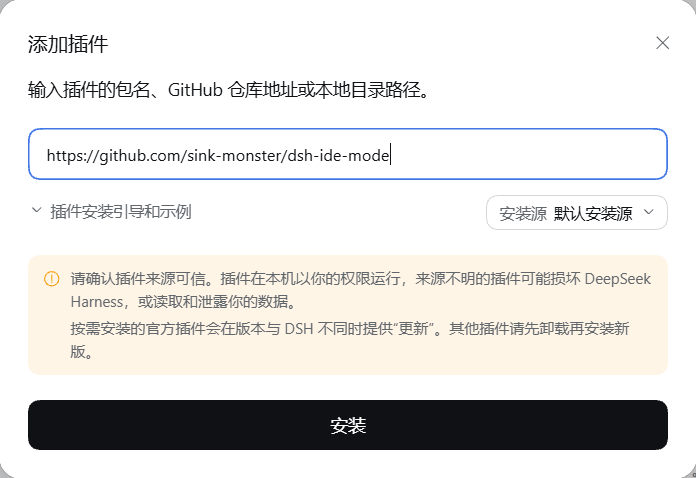 添加插件
输入插件的包名、GitHub 仓库地址或本地目录路径。
https://github.com/sink-monster/dsh-ide-mode
插件安装引导和示例
安装源 默认安装源
请确认插件来源可信。插件在本机以你的权限运行，来源不明的插件可能损坏 DeepSeek
Harness，或读取和泄露你的数据。
按需安装的官方插件会在版本与 DSH 不同时提供“更新”。其他插件请先卸载再安装新
版。
安装